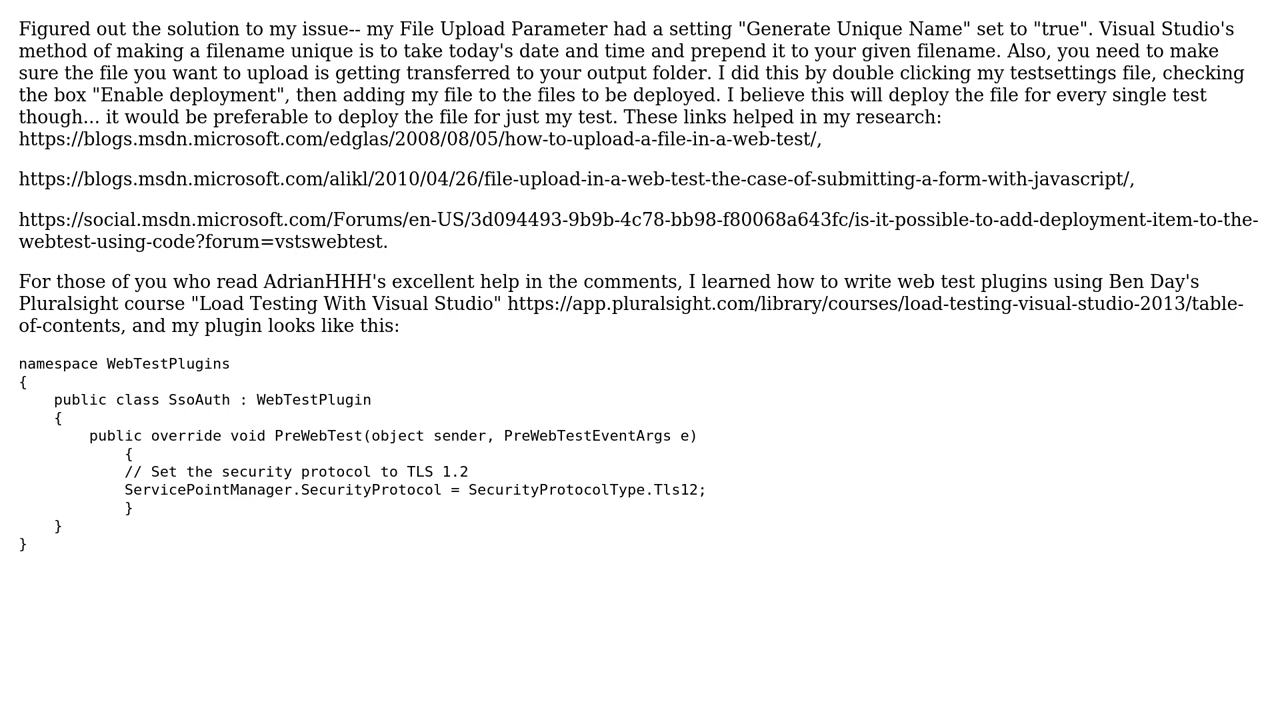 Figured out the solution to my issue-- my File Upload Parameter had a setting "Generate Unique Name" set to "true". Visual Studio's
method of making a filename unique is to take today's date and time and prepend it to your given filename. Also, you need to make
sure the file you want to upload is getting transferred to your output folder. I did this by double clicking my testsettings file, checking
the box "Enable deployment", then adding my file to the files to be deployed. I believe this will deploy the file for every single test
though... it would be preferable to deploy the file for just my test. These links helped in my research:
https://blogs.msdn.microsoft.com/edglas/2008/08/05/how-to-upload-a-file-in-a-web-test/,
https://blogs.msdn.microsoft.com/alikl/2010/04/26/file-upload-in-a-web-test-the-case-of-submitting-a-form-with-javascript/,
https://social.msdn.microsoft.com/Forums/en-US/3d094493-9b9b-4c78-bb98-f80068a643fc/is-it-possible-to-add-deployment-item-to-the-
webtest-using-code?forum=vstswebtest.
For those of you who read AdrianHHH's excellent help in the comments, I learned how to write web test plugins using Ben Day's
Pluralsight course "Load Testing With Visual Studio" https://app.pluralsight.com/library/courses/load-testing-visual-studio-2013/table-
of-contents, and my plugin looks like this:
namespace WebTestPlugins
{
    public class SsoAuth : WebTestPlugin
    {
        public override void PreWebTest(object sender, PreWebTestEventArgs e)
            {
            // Set the security protocol to TLS 1.2
            ServicePointManager.SecurityProtocol = SecurityProtocolType.Tls12;
            }
    }
}